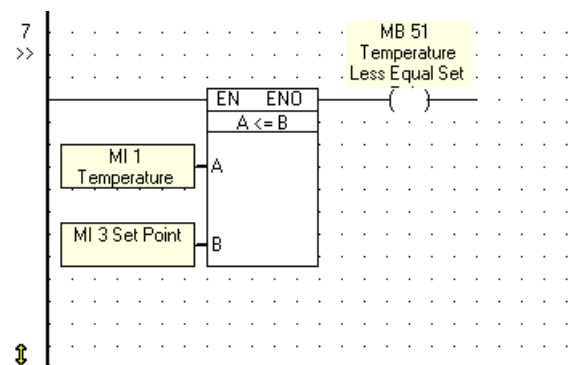 7
>>
MB 51
Temperature
Less Equal Set
EN ENO
A <= B
MI 1
Temperature
A
MI 3 Set Point
B